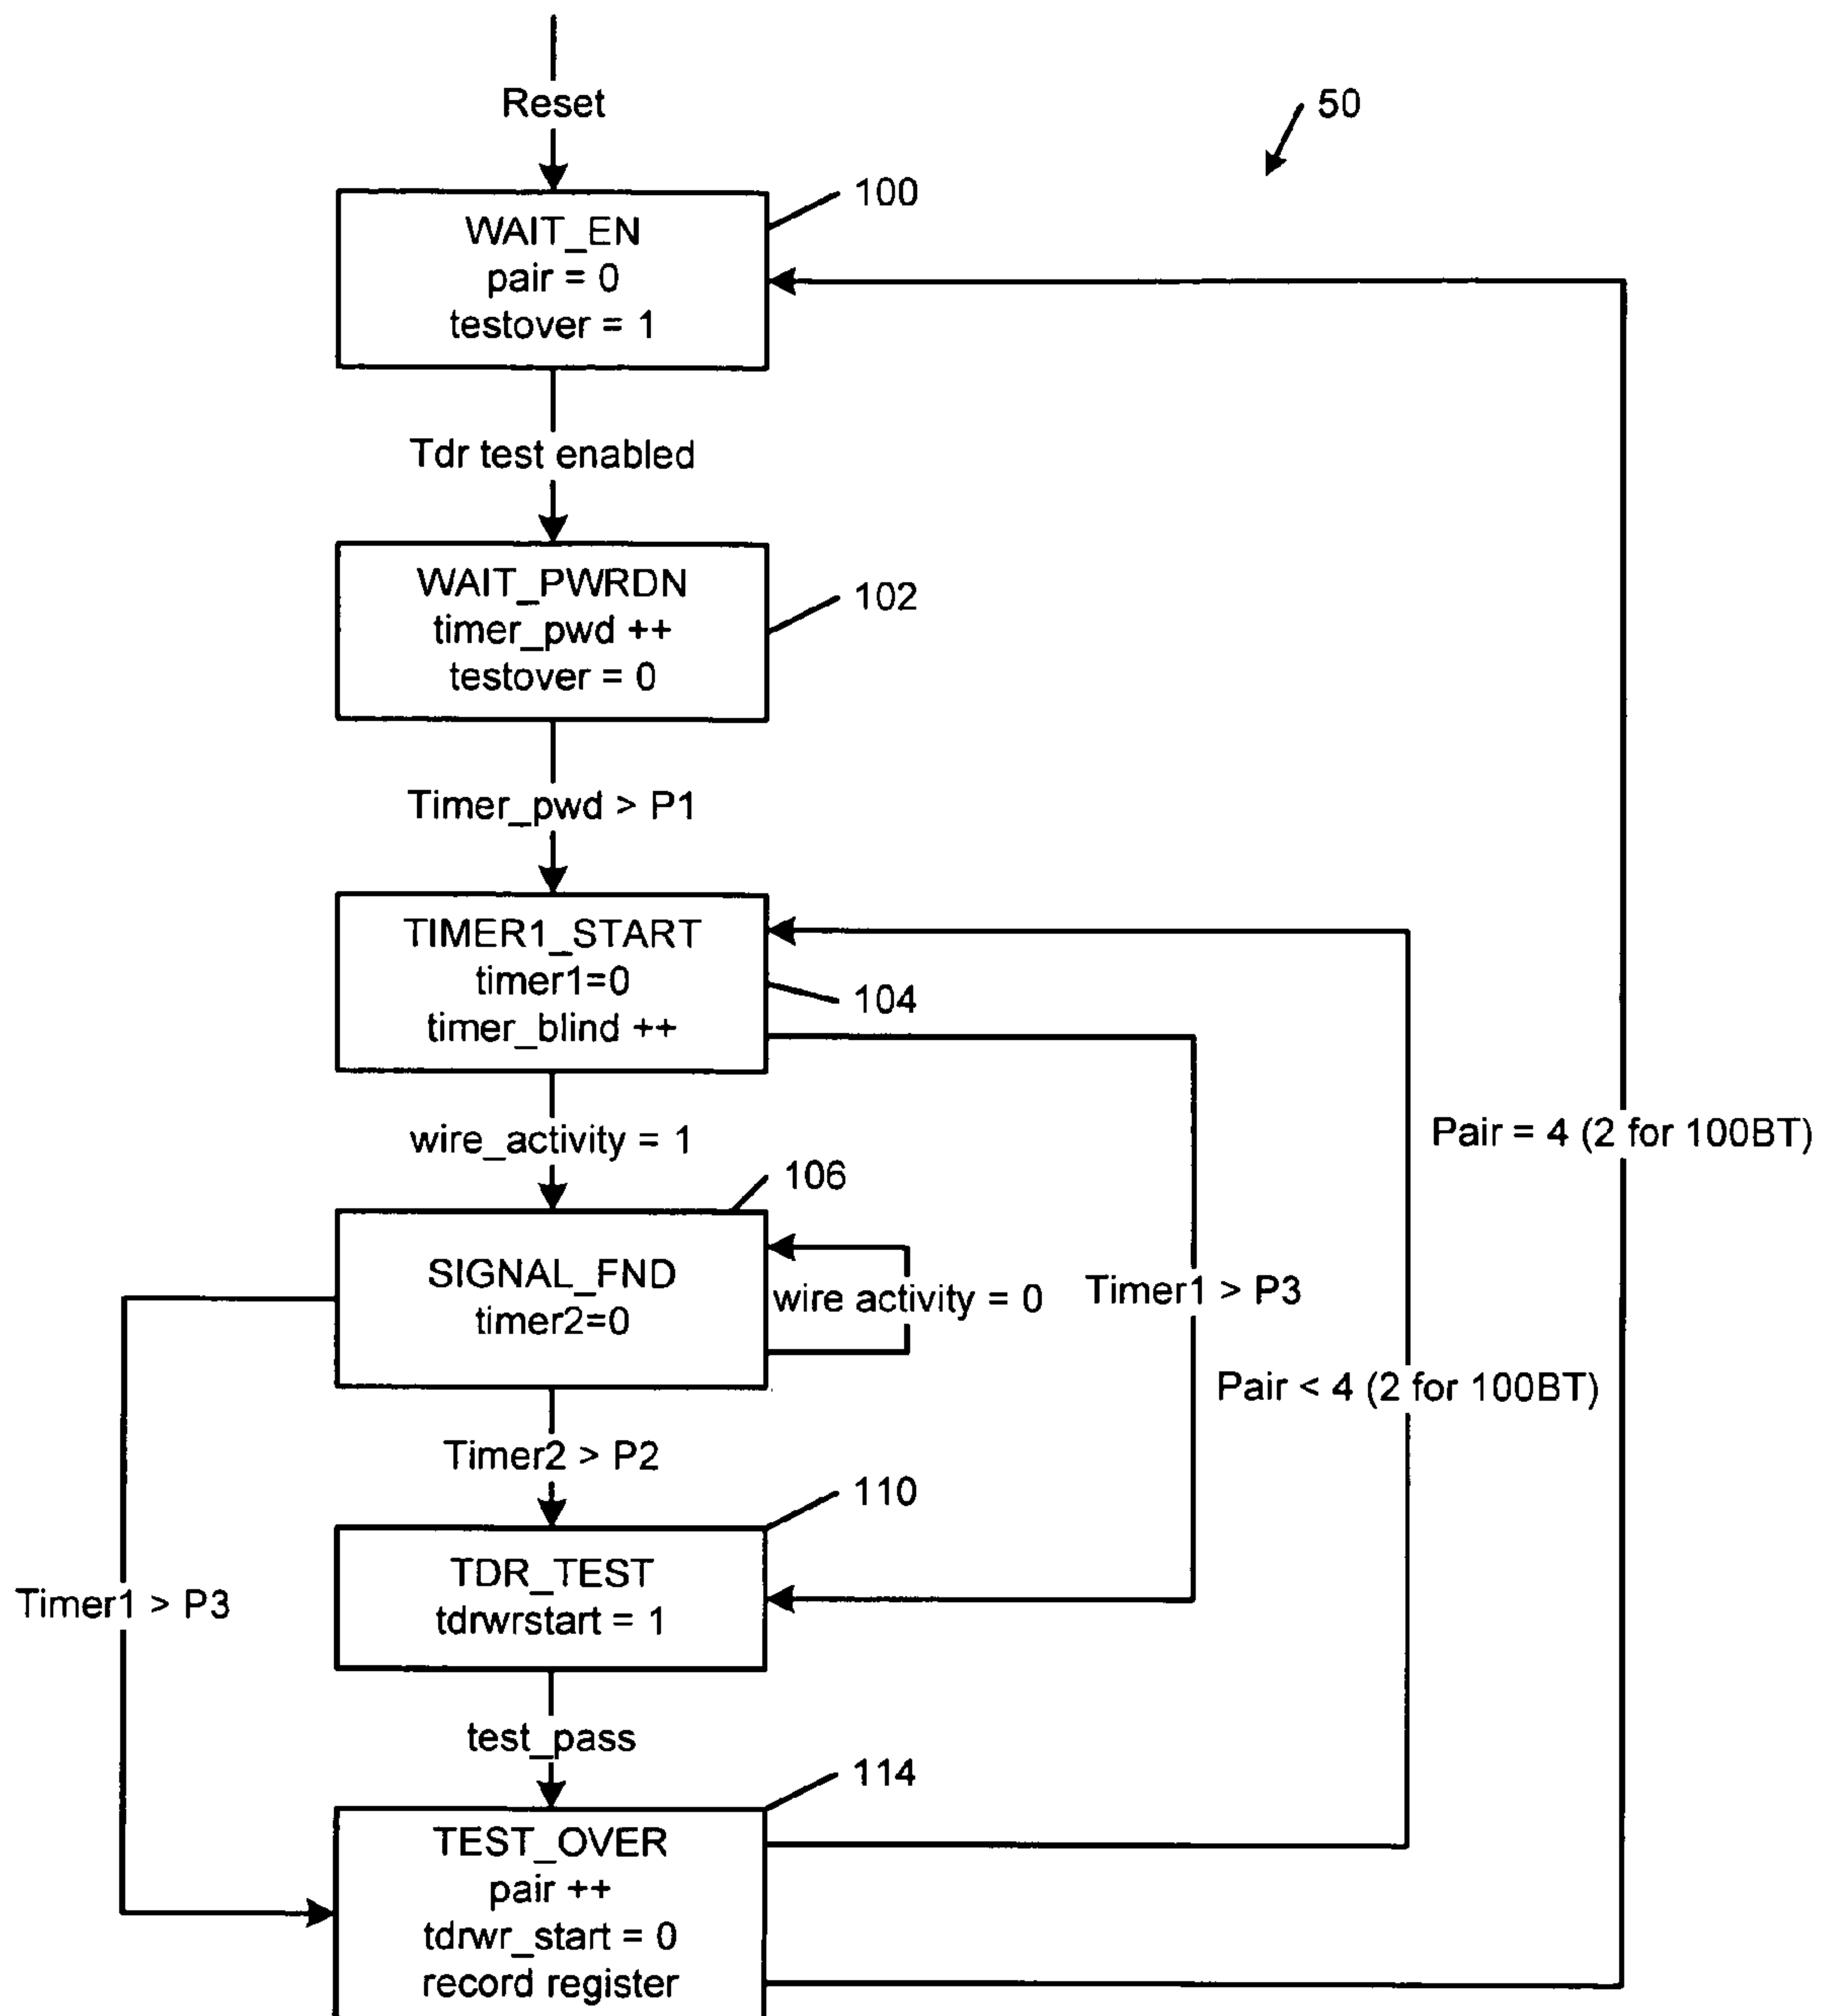 Reset
50
100
WAIT_EN
pair = 0
testover = 1
Tdr test enabled
WAIT_PWRDN
timer_pwd ++
testover = 0
102
Timer_pwd > P1
TIMER1_START
timer1=0
timer_blind ++
104
wire_activity = 1
Pair = 4 (2 for 100BT)
106
SIGNAL_FND
timer2=0
wire activity = 0
Timer1 > P3
Pair < 4 (2 for 100BT)
Timer2 > P2
110
TDR_TEST
tdrwrstart = 1
Timer1 > P3
test_pass
114
TEST_OVER
pair ++
tdrwr_start = 0
record register